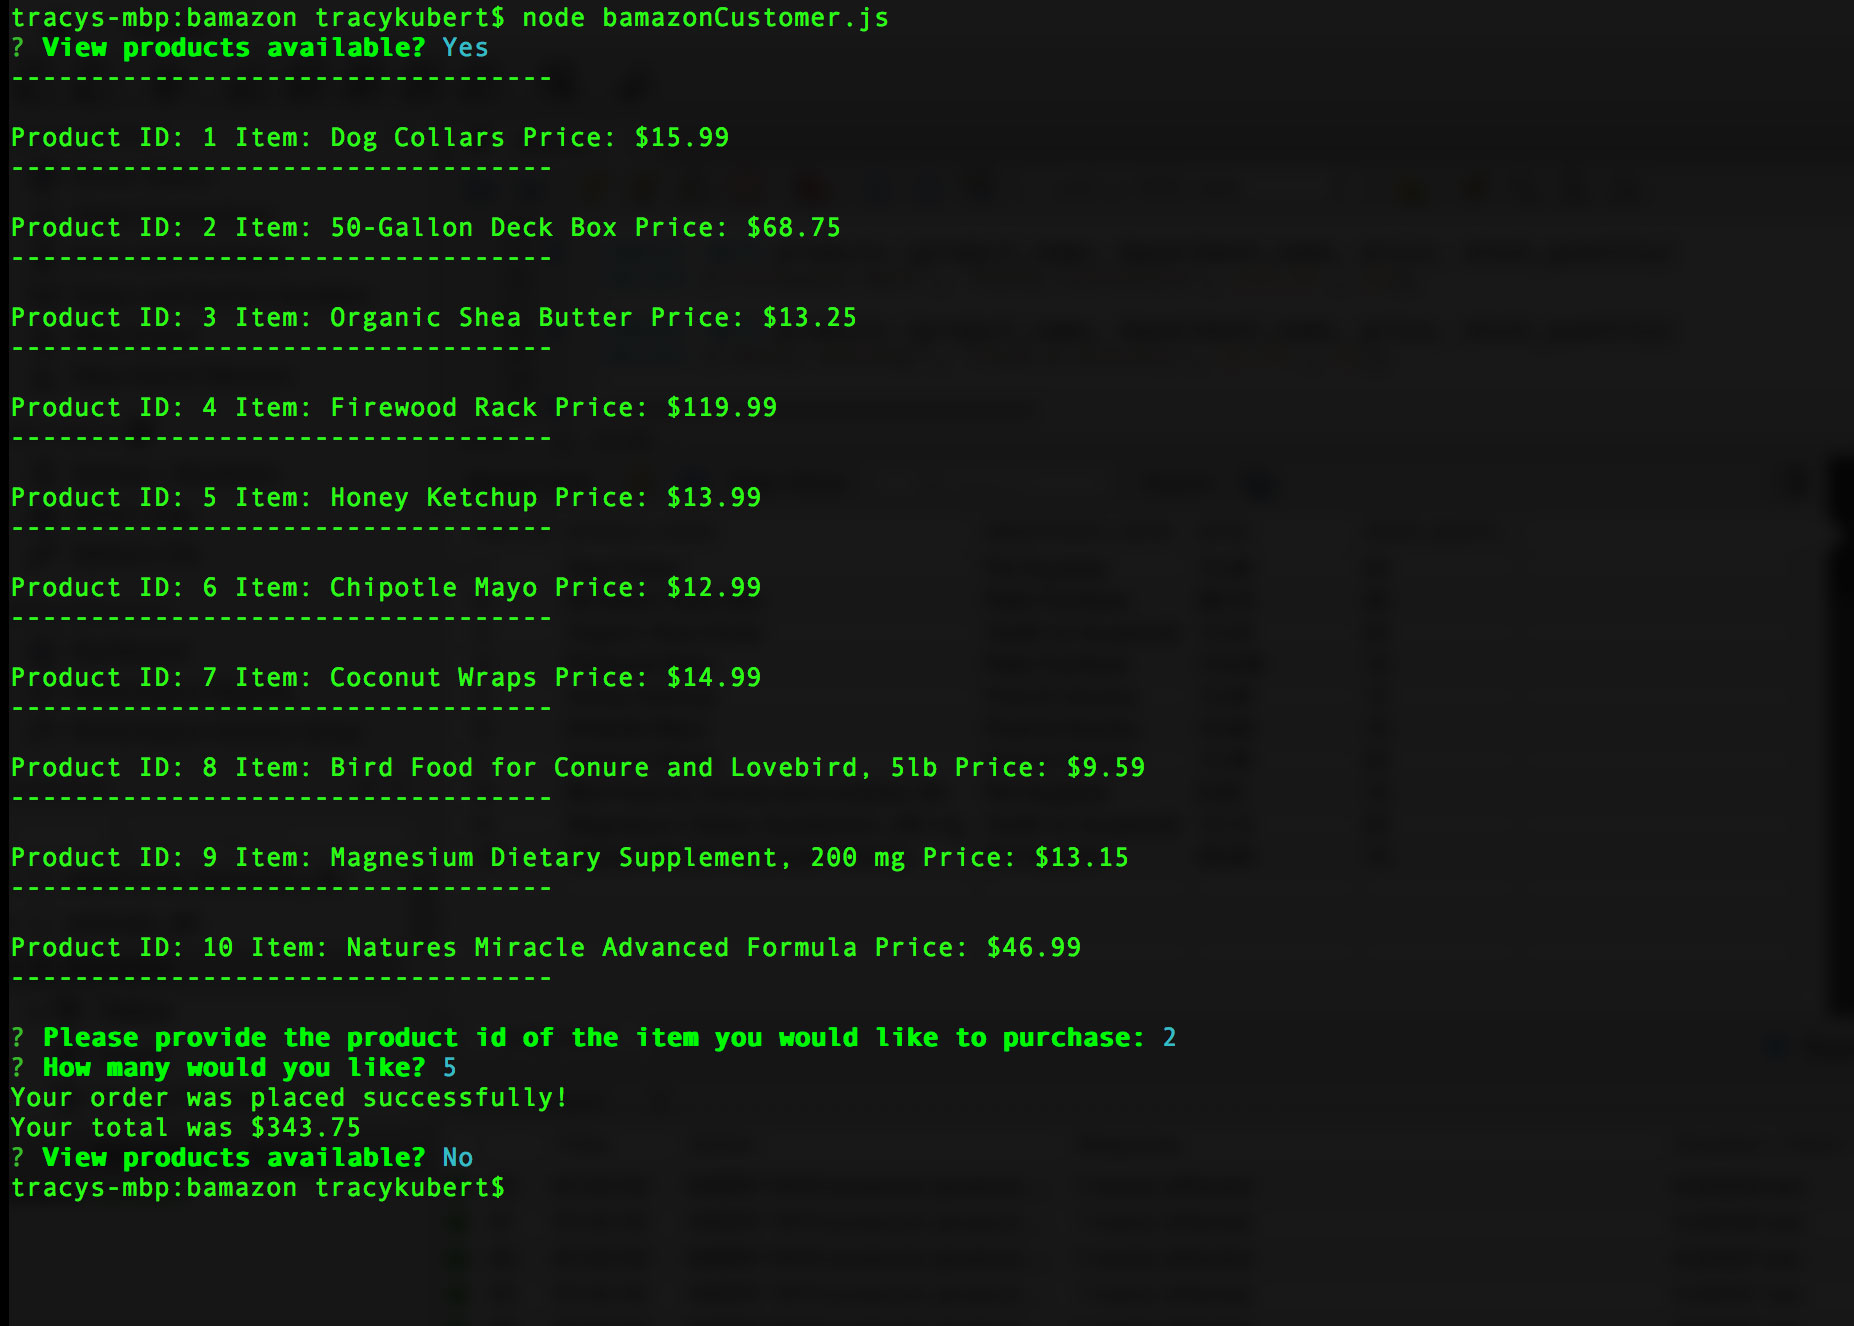 tracys-mbp:bamazon tracykubert$ node bamazonCustomer.js
? View products available? Yes
----------------------------------
Product ID: 1 Item: Dog Collars Price: $15.99
----------------------------------
Product ID: 2 Item: 50-Gallon Deck Box Price: $68.75
----------------------------------
Product ID: 3 Item: Organic Shea Butter Price: $13.25
----------------------------------
Product ID: 4 Item: Firewood Rack Price: $119.99
----------------------------------
Product ID: 5 Item: Honey Ketchup Price: $13.99
----------------------------------
Product ID: 6 Item: Chipotle Mayo Price: $12.99
----------------------------------
Product ID: 7 Item: Coconut Wraps Price: $14.99
----------------------------------
Product ID: 8 Item: Bird Food for Conure and Lovebird, 5lb Price: $9.59
----------------------------------
Product ID: 9 Item: Magnesium Dietary Supplement, 200 mg Price: $13.15
----------------------------------
Product ID: 10 Item: Natures Miracle Advanced Formula Price: $46.99
----------------------------------
? Please provide the product id of the item you would like to purchase: 2
? How many would you like? 5
Your order was placed successfully!
Your total was $343.75
? View products available? No
tracys-mbp:bamazon tracykubert$